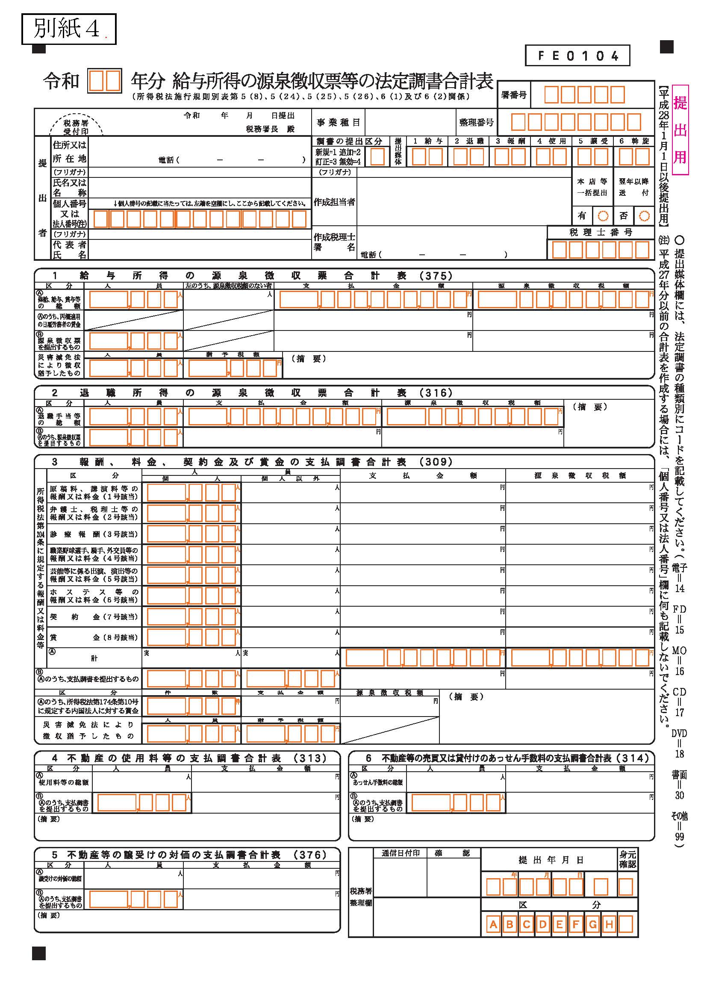 別紙４
FE0104
令和 年分 給与所得の源泉徴収票等の法定調書合計表
（所得税法施行規則別表第５（８）、５（24）、５（25）、５（26）、６（１）及び６（２）関係）
署番号
提出用
【平成28年１月１日以後提出用】
税務署
受付印
令和 年 月 日提出
税務署長 殿
事業種目
整理番号
提出者
住所又は
所在地
電話（ － － ）
調書の提出区分
新規=1 追加=2
訂正=3 無効=4
提出媒体
１ 給与
２ 退職
３ 報酬
４ 使用
５ 譲受
６ 斡旋
（フリガナ）
氏名又は
名称
（フリガナ）
作成担当者
本店等
一括提出
翌年以降
送付
有
否
個人番号
又は
法人番号(注)
↓個人番号の記載に当たっては、左端を空欄にし、ここから記載してください。
（フリガナ）
代表者
氏名
作成税理士
署名
電話（ － － ）
税理士番号
１ 給与所得の源泉徴収票合計表（375）
区分
人員
左のうち、源泉徴収税額のない者
支払金額
源泉徴収税額
Ⓐ
俸給、給与、賞与等
の総額
人
人
円
円
Ⓐのうち、丙欄適用
の日雇労務者の賃金
円
円
Ⓑ
源泉徴収票
を提出するもの
人
円
円
災害減免法
により徴収
猶予したもの
人員
人
猶予税額
円
（摘要）
２ 退職所得の源泉徴収票合計表（316）
区分
人員
支払金額
源泉徴収税額
（摘要）
Ⓐ
退職手当等
の総額
人
円
円
Ⓑ
Ⓐのうち、源泉徴収票
を提出するもの
人
円
円
３ 報酬、料金、契約金及び賞金の支払調書合計表（309）
所得税法第204条に規定する報酬又は料金等
区分
人員
個人
個人以外
支払金額
源泉徴収税額
原稿料、講演料等の
報酬又は料金（１号該当）
人
人
円
円
弁護士、税理士等の
報酬又は料金（２号該当）
人
人
円
円
診療報酬（３号該当）
人
人
円
円
職業野球選手、騎手、外交員等の
報酬又は料金（４号該当）
人
人
円
円
芸能等に係る出演、演出等の
報酬又は料金（５号該当）
人
人
円
円
ホステス等の
報酬又は料金（６号該当）
人
人
円
円
契約金（７号該当）
人
人
円
円
賞金（８号該当）
人
人
円
円
Ⓐ
計
実 人
実 人
円
円
Ⓑ
Ⓐのうち、支払調書を提出するもの
人
人
円
円
区分
件数
支払金額
源泉徴収税額
（摘要）
Ⓐのうち、所得税法第174条第10号
に規定する内国法人に対する賞金
件
円
円
災害減免法により
徴収猶予したもの
人員
人
猶予税額
円
４ 不動産の使用料等の支払調書合計表（313）
区分
人員
支払金額
Ⓐ
使用料等の総額
人
円
Ⓑ
Ⓐのうち、支払調書
を提出するもの
人
円
（摘要）
６ 不動産等の売買又は貸付けのあっせん手数料の支払調書合計表（314）
区分
人員
支払金額
Ⓐ
あっせん手数料の総額
人
円
Ⓑ
Ⓐのうち、支払調書
を提出するもの
人
円
（摘要）
５ 不動産等の譲受けの対価の支払調書合計表（376）
区分
人員
支払金額
Ⓐ
譲受けの対価の総額
人
円
Ⓑ
Ⓐのうち、支払調書
を提出するもの
人
円
（摘要）
税務署
整理欄
通信日付印
確認
提出年月日
身元
確認
年 月 日
区分
A B C D E F G H
○ 提出媒体欄には、法定調書の種類別にコードを記載してください。（電子＝14 FD＝15 MO＝16 CD＝17 DVD＝18 書面＝30 その他＝99）
(注) 平成27年分以前の合計表を作成する場合には、「個人番号又は法人番号」欄に何も記載しないでください。